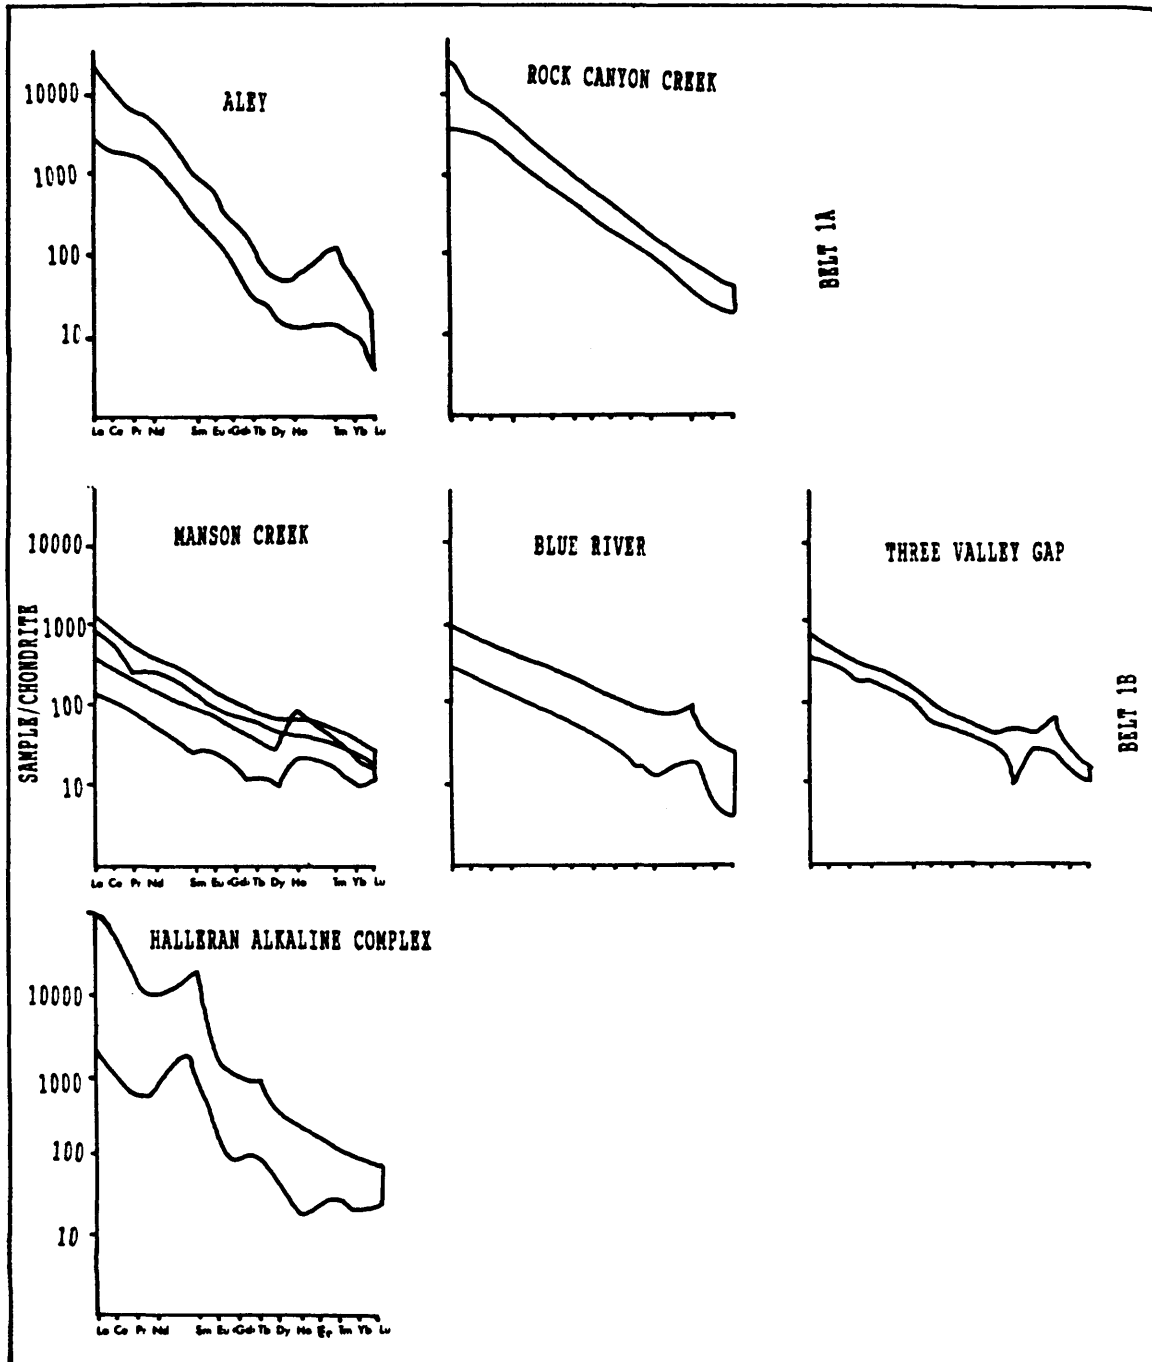 ALEY
ROCK CANYON CREEK
10000
1000
100
10
BELT 1A
La Ce Pr Nd Sm Eu Gd Tb Dy Ho Tm Yb Lu
MANSON CREEK
BLUE RIVER
THREE VALLEY GAP
10000
1000
100
10
SAMPLE/CHONDRITE
BELT 1B
La Ce Pr Nd Sm Eu Gd Tb Dy Ho Tm Yb Lu
HALLERAN ALKALINE COMPLEX
10000
1000
100
10
La Ce Pr Nd Sm Eu Gd Tb Dy Ho Er Tm Yb Lu